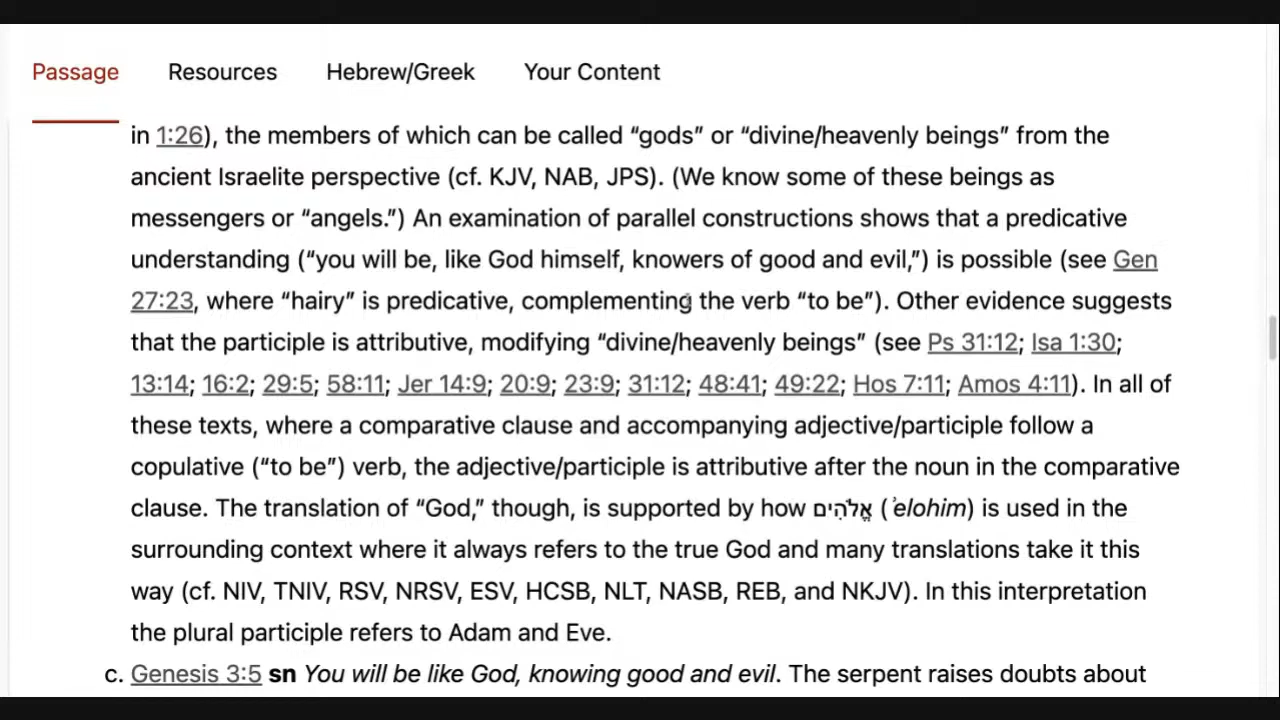 Passage Resources Hebrew/Greek Your Content
in 1:26), the members of which can be called “gods” or “divine/heavenly beings” from the
ancient Israelite perspective (cf. KJV, NAB, JPS). (We know some of these beings as
messengers or “angels.”) An examination of parallel constructions shows that a predicative
understanding (“you will be, like God himself, knowers of good and evil,”) is possible (see Gen
27:23, where “hairy” is predicative, complementing the verb “to be”). Other evidence suggests
that the participle is attributive, modifying “divine/heavenly beings” (see Ps 31:12; Isa 1:30;
13:14; 16:2; 29:5; 58:11; Jer 14:9; 20:9; 23:9; 31:12; 48:41; 49:22; Hos 7:11; Amos 4:11). In all of
these texts, where a comparative clause and accompanying adjective/participle follow a
copulative (“to be”) verb, the adjective/participle is attributive after the noun in the comparative
clause. The translation of “God,” though, is supported by how אֱלֹהִים (ʾelohim) is used in the
surrounding context where it always refers to the true God and many translations take it this
way (cf. NIV, TNIV, RSV, NRSV, ESV, HCSB, NLT, NASB, REB, and NKJV). In this interpretation
the plural participle refers to Adam and Eve.
c. Genesis 3:5 sn You will be like God, knowing good and evil. The serpent raises doubts about